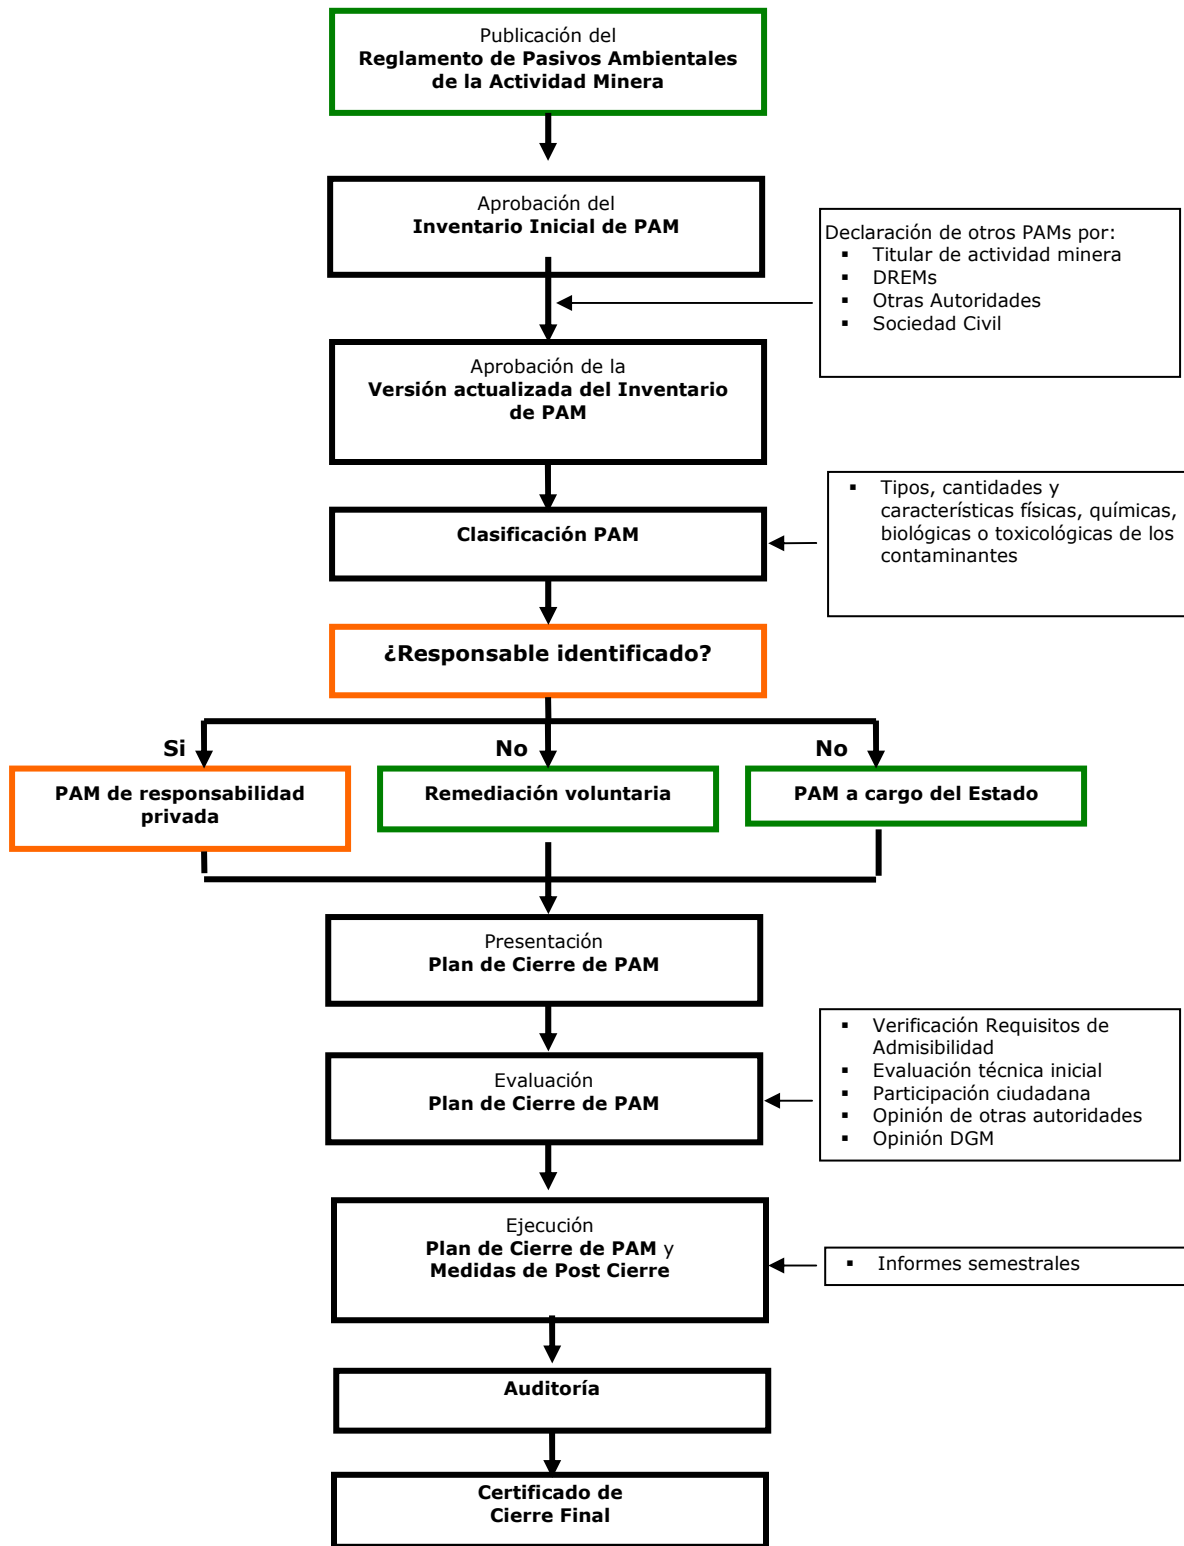 Publicación del
Reglamento de Pasivos Ambientales
de la Actividad Minera
Aprobación del
Inventario Inicial de PAM
Declaración de otros PAMs por:
▪ Titular de actividad minera
▪ DREMs
▪ Otras Autoridades
▪ Sociedad Civil
Aprobación de la
Versión actualizada del Inventario
de PAM
▪ Tipos, cantidades y
características físicas, químicas,
biológicas o toxicológicas de los
contaminantes
Clasificación PAM
¿Responsable identificado?
Si
No
No
PAM de responsabilidad
privada
Remediación voluntaria
PAM a cargo del Estado
Presentación
Plan de Cierre de PAM
▪ Verificación Requisitos de
Admisibilidad
▪ Evaluación técnica inicial
▪ Participación ciudadana
▪ Opinión de otras autoridades
▪ Opinión DGM
Evaluación
Plan de Cierre de PAM
Ejecución
Plan de Cierre de PAM y
Medidas de Post Cierre
▪ Informes semestrales
Auditoría
Certificado de
Cierre Final